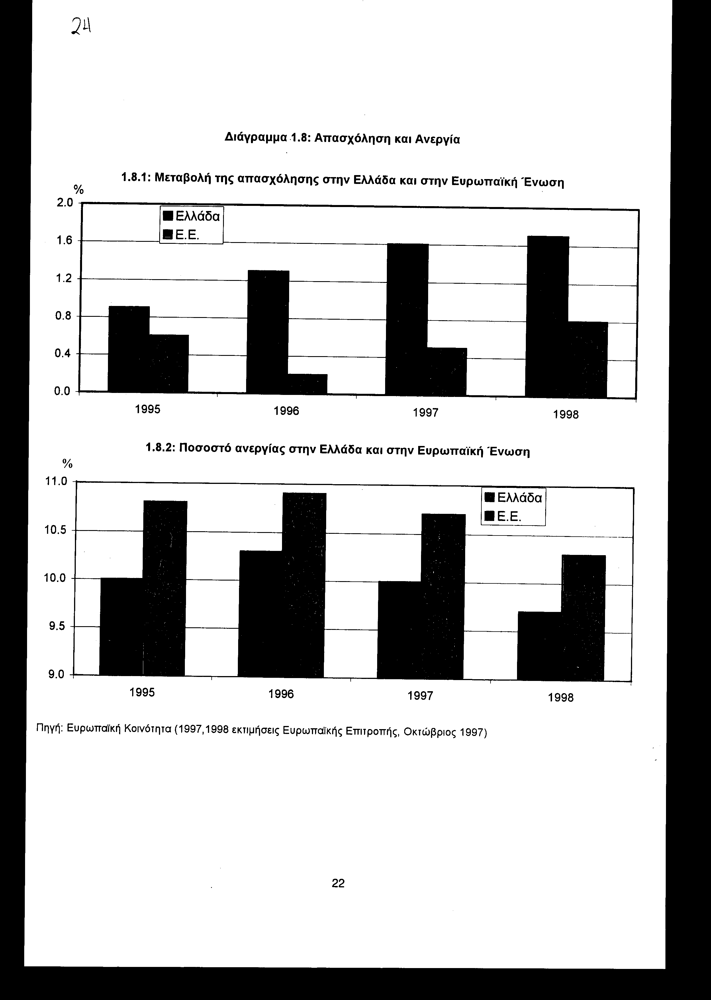 24
Διάγραμμα 1.8: Απασχόληση και Ανεργία
1.8.1: Μεταβολή της απασχόλησης στην Ελλάδα και στην Ευρωπαϊκή Ένωση
%
2.0
1.6
1.2
0.8
0.4
0.0
Ελλάδα
Ε.Ε.
1995 1996 1997 1998
1.8.2: Ποσοστό ανεργίας στην Ελλάδα και στην Ευρωπαϊκή Ένωση
%
11.0
10.5
10.0
9.5
9.0
Ελλάδα
Ε.Ε.
1995 1996 1997 1998
Πηγή: Ευρωπαϊκή Κοινότητα (1997,1998 εκτιμήσεις Ευρωπαϊκής Επιτροπής, Οκτώβριος 1997)
22